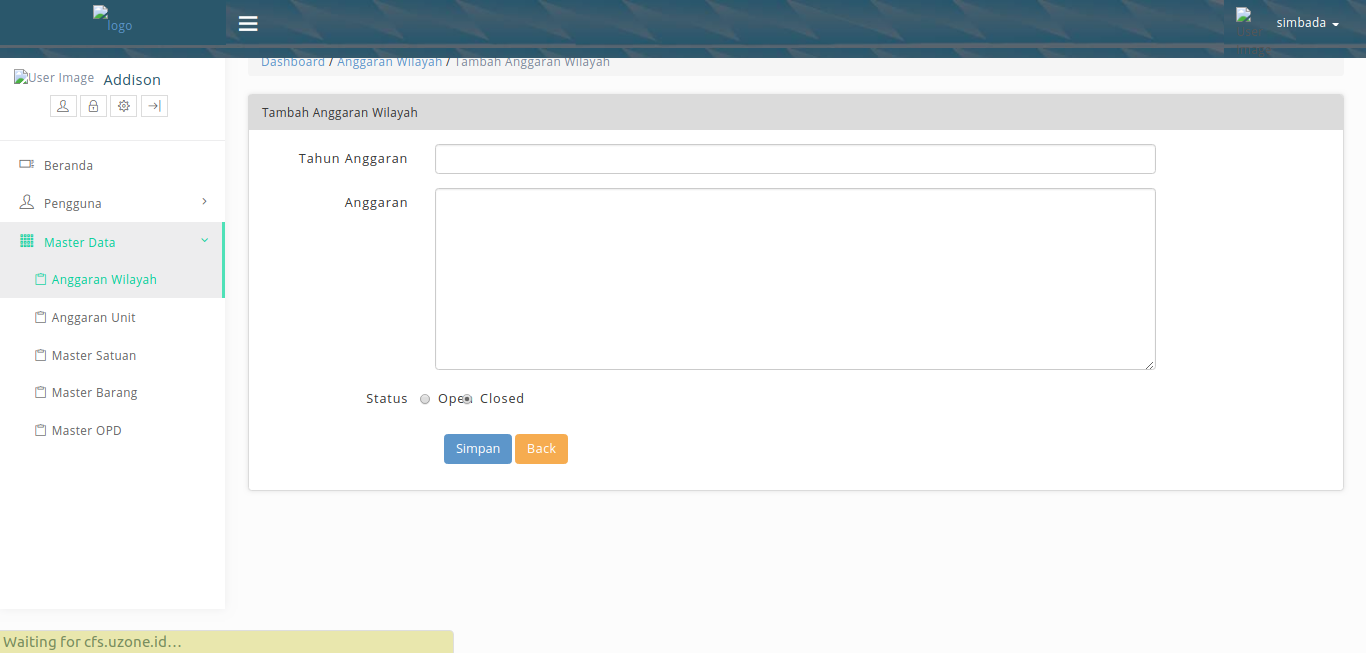 logo
simbada
Dashboard / Anggaran Wilayah / Tambah Anggaran Wilayah
User Image Addison
Tambah Anggaran Wilayah
Tahun Anggaran
Beranda
Pengguna
Anggaran
Master Data
Anggaran Wilayah
Anggaran Unit
Master Satuan
Master Barang
Master OPD
Status Open Closed
Simpan Back
Waiting for cfs.uzone.id...